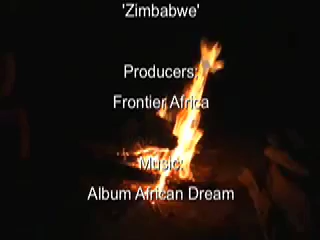 'Zimbabwe'
Producers:
Frontier Africa
Music:
Album African Dream